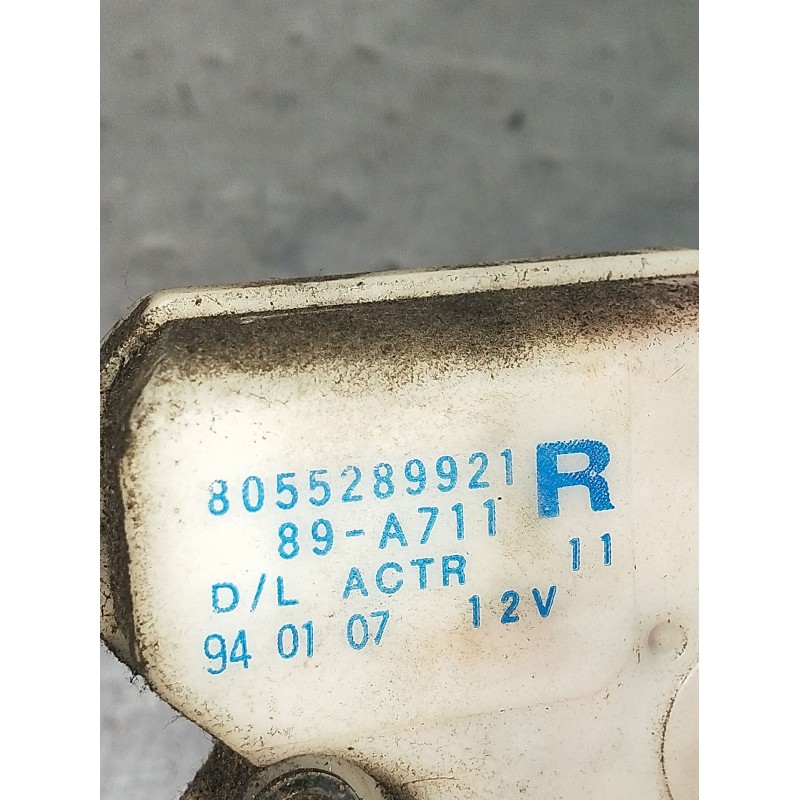 8055289921 R
89-A711
D/L ACTR 11
94 01 07 12V